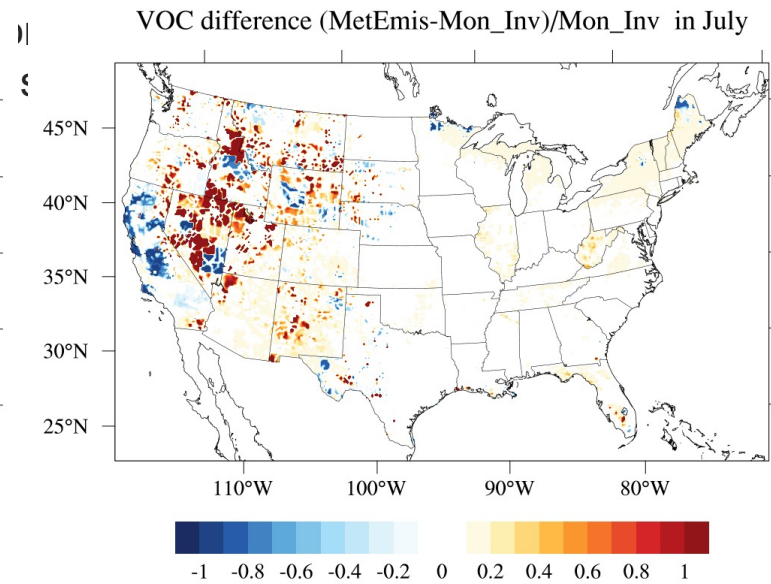 VOC difference (MetEmis-Mon_Inv)/Mon_Inv in July
45°N
40°N
35°N
30°N
25°N
110°W 100°W 90°W 80°W
-1 -0.8 -0.6 -0.4 -0.2 0 0.2 0.4 0.6 0.8 1